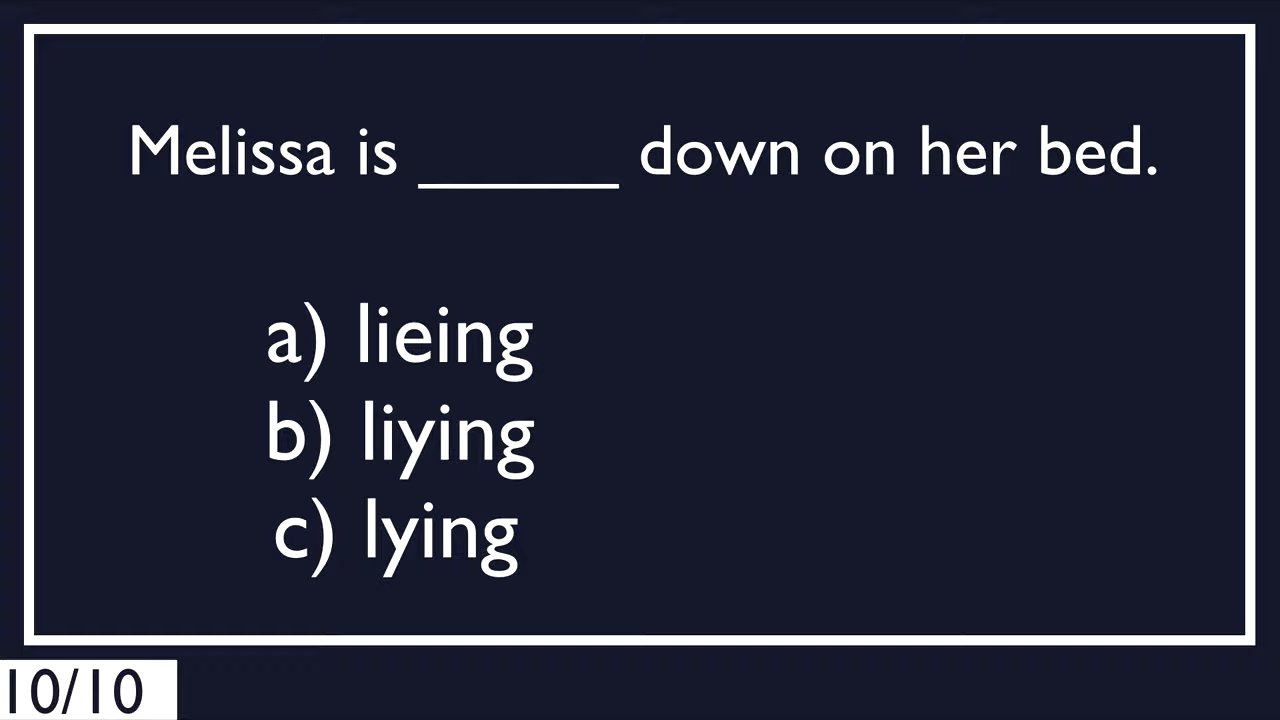 Melissa is ______ down on her bed.
a) lieing
b) liying
c) lying
10/10